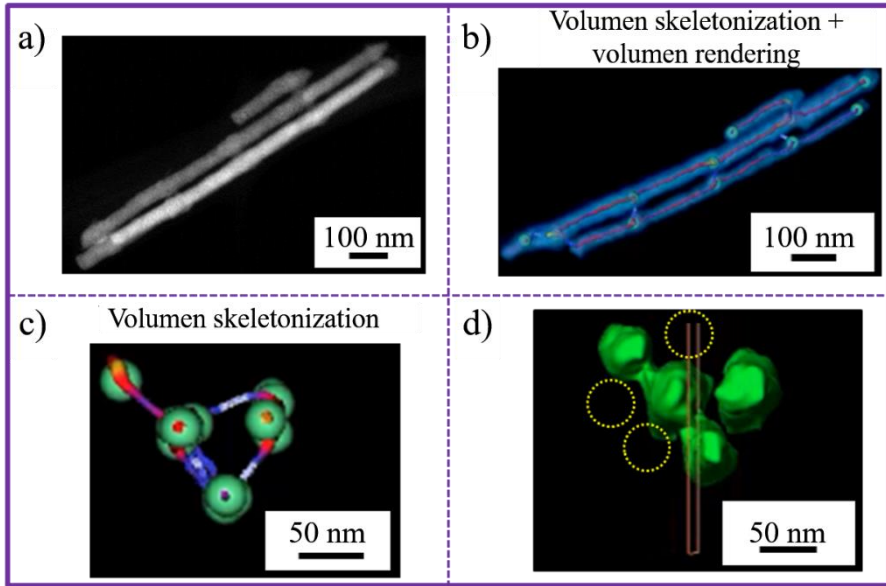 a)
100 nm
b)
Volumen skeletonization +
volumen rendering
100 nm
c)
Volumen skeletonization
50 nm
d)
50 nm